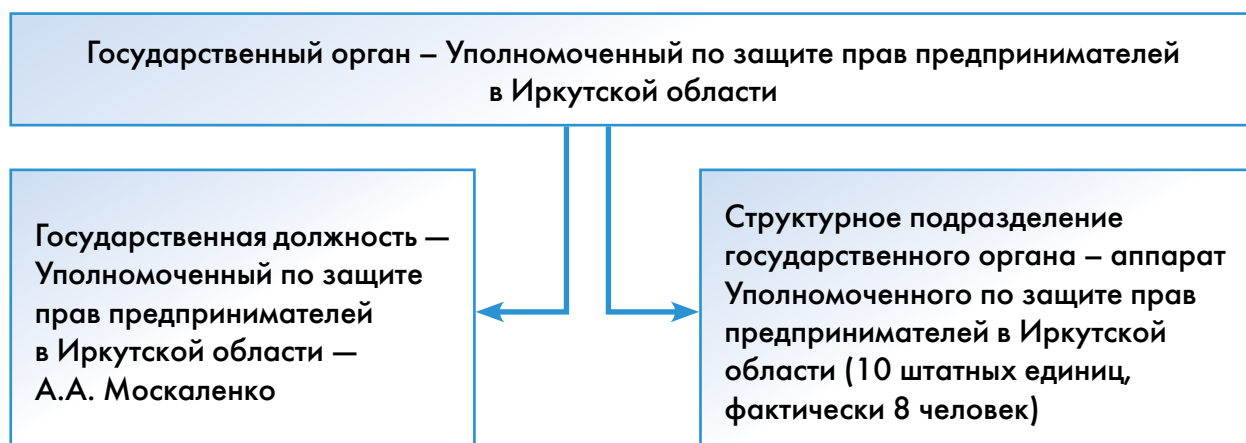 Государственный орган – Уполномоченный по защите прав предпринимателей
в Иркутской области
Государственная должность —
Уполномоченный по защите
прав предпринимателей
в Иркутской области —
А.А. Москаленко
Структурное подразделение
государственного органа – аппарат
Уполномоченного по защите прав
предпринимателей в Иркутской
области (10 штатных единиц,
фактически 8 человек)